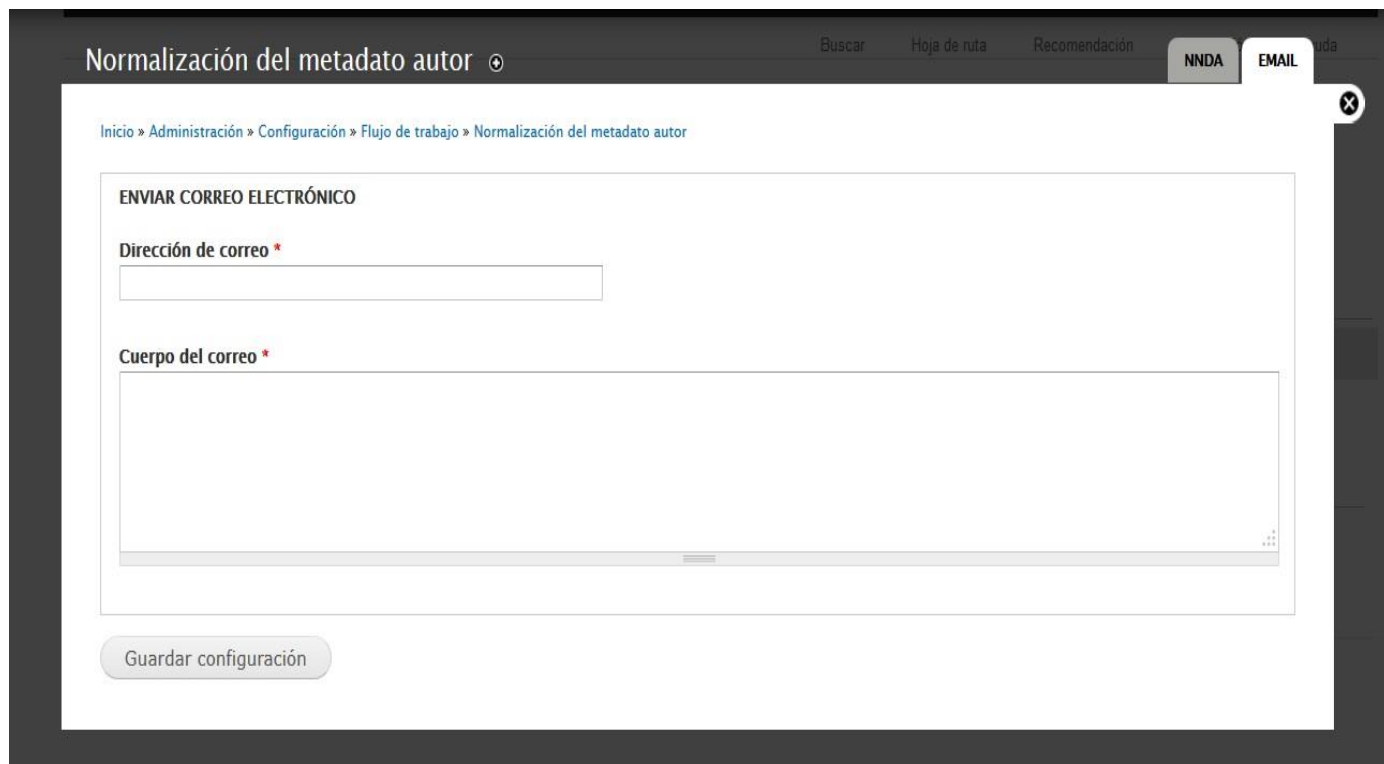 Buscar Hoja de ruta Recomendación uda
Normalización del metadato autor
NNDA EMAIL
Inicio » Administración » Configuración » Flujo de trabajo » Normalización del metadato autor
ENVIAR CORREO ELECTRÓNICO
Dirección de correo *
Cuerpo del correo *
Guardar configuración